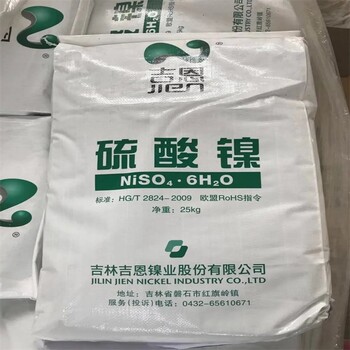 吉恩
JIEN
硫酸镍
NiSO₄·6H₂O
标准: HG/T 2824-2009 欧盟RoHS指令
净重: 25kg
吉林吉恩镍业股份有限公司
JILIN JIEN NICKEL INDUSTRY CO.,LTD
地址: 吉林省磐石市红旗岭镇
服务(投诉)电话: 0432-65610671